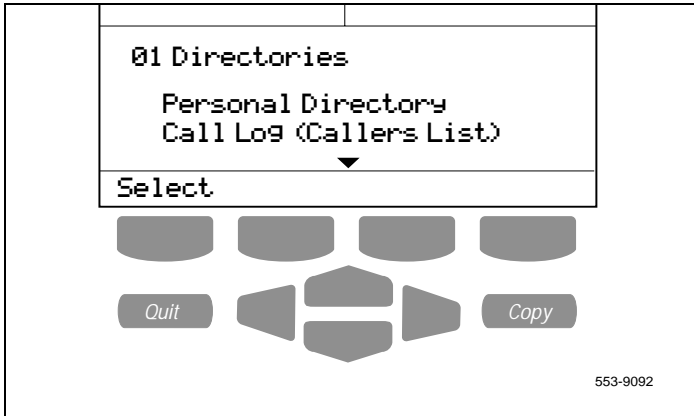 01 Directories
Personal Directory
Call Log (Callers List)
Select
Quit
Copy
553-9092